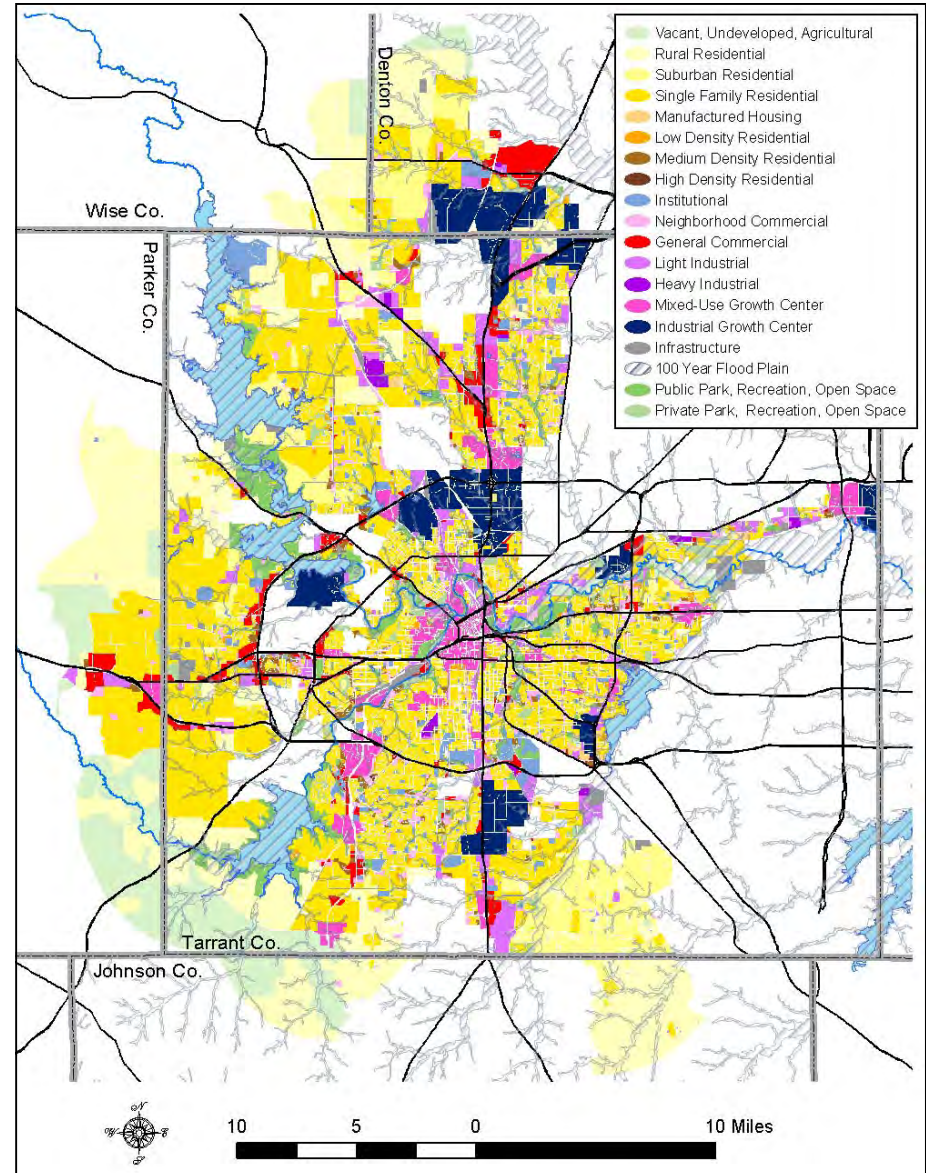 Vacant, Undeveloped, Agricultural
Rural Residential
Suburban Residential
Single Family Residential
Manufactured Housing
Low Density Residential
Medium Density Residential
High Density Residential
Institutional
Neighborhood Commercial
General Commercial
Light Industrial
Heavy Industrial
Mixed-Use Growth Center
Industrial Growth Center
Infrastructure
100 Year Flood Plain
Public Park, Recreation, Open Space
Private Park, Recreation, Open Space
Denton Co.
Wise Co.
Parker Co.
Tarrant Co.
Johnson Co.
N
W E
S
10 5 0 10 Miles